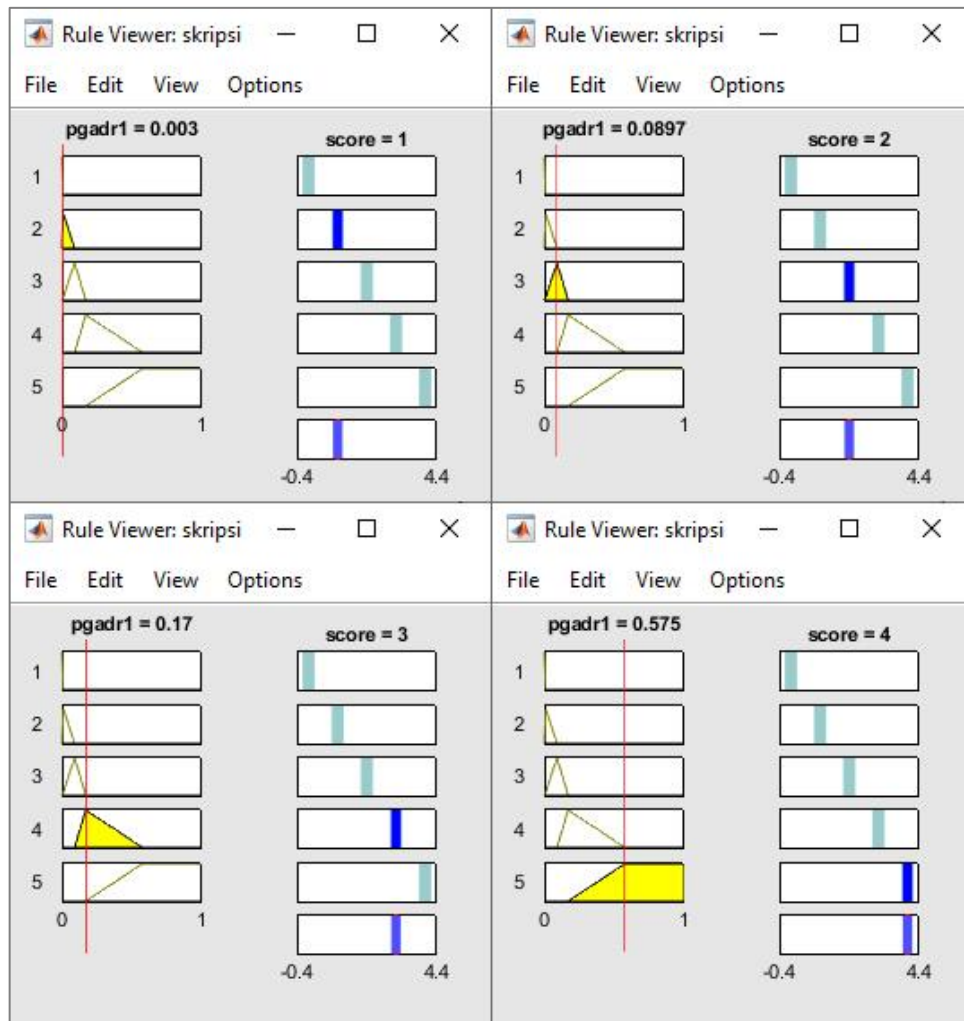 Rule Viewer: skripsi
File Edit View Options
pgadr1 = 0.003
score = 1
1
2
3
4
5
0 1
-0.4 4.4
Rule Viewer: skripsi
File Edit View Options
pgadr1 = 0.0897
score = 2
1
2
3
4
5
0 1
-0.4 4.4
Rule Viewer: skripsi
File Edit View Options
pgadr1 = 0.17
score = 3
1
2
3
4
5
0 1
-0.4 4.4
Rule Viewer: skripsi
File Edit View Options
pgadr1 = 0.575
score = 4
1
2
3
4
5
0 1
-0.4 4.4